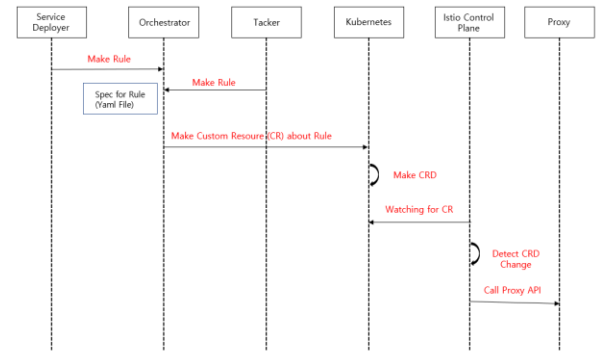 Service
Deployer
Orchestrator
Tacker
Kubernetes
Istio Control
Plane
Proxy
Make Rule
Make Rule
Spec for Rule
(Yaml File)
Make Custom Resoure (CR) about Rule
Make CRD
Watching for CR
Detect CRD
Change
Call Proxy API